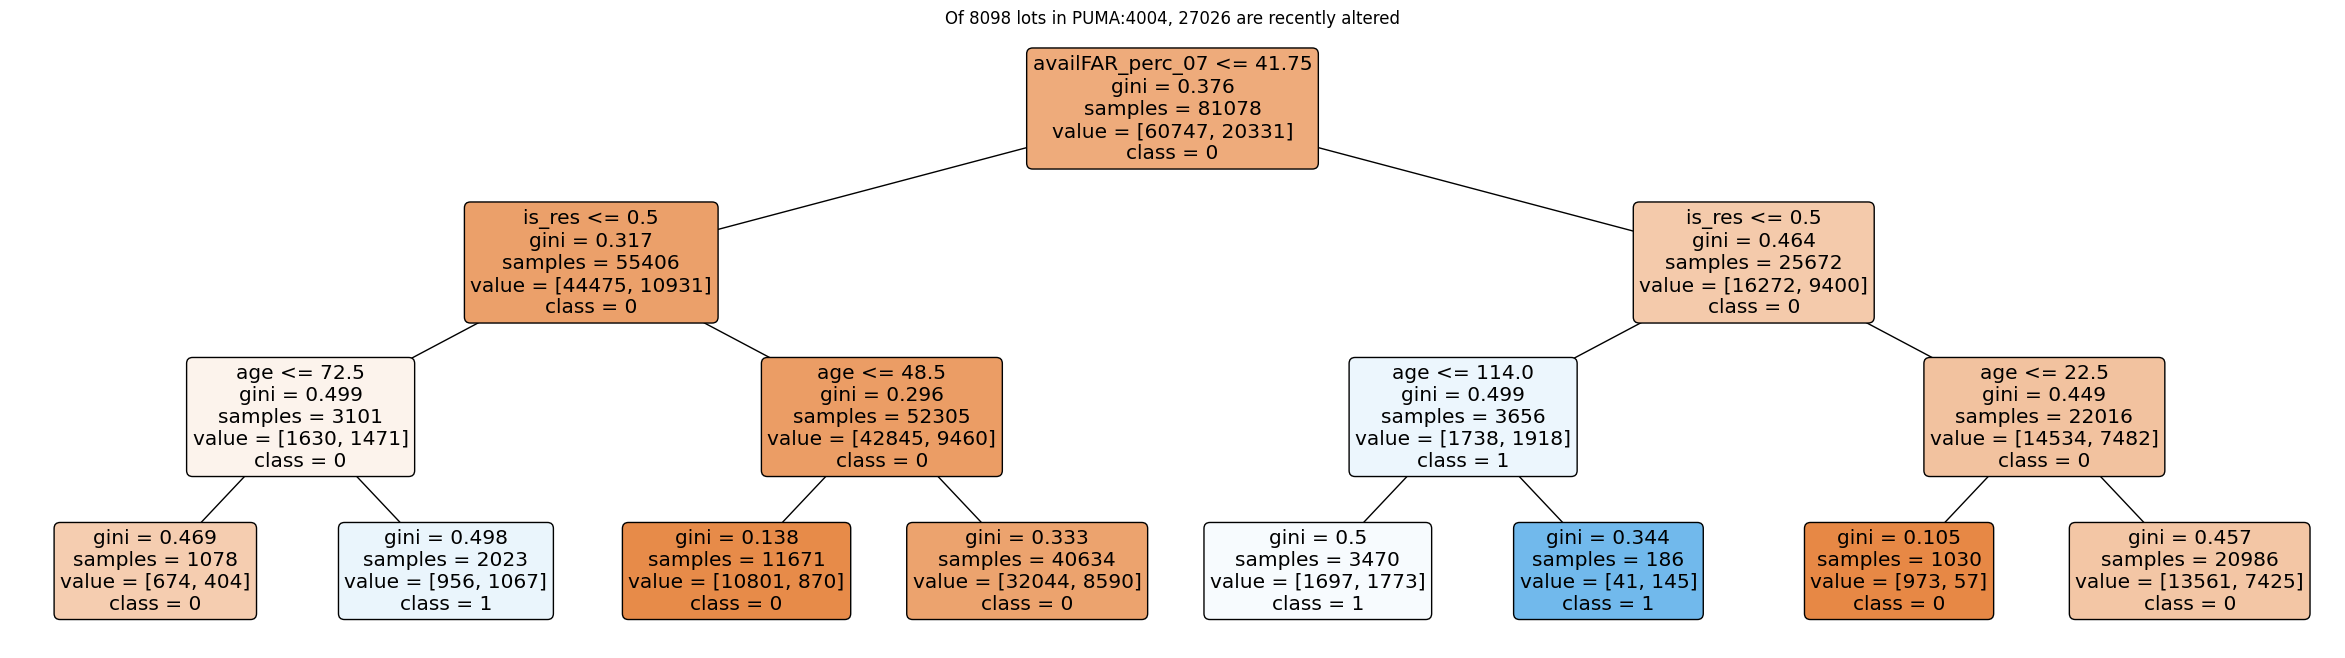 Of 8098 lots in PUMA:4004, 27026 are recently altered
availFAR_perc_07 <= 41.75
gini = 0.376
samples = 81078
value = [60747, 20331]
class = 0
is_res <= 0.5
gini = 0.317
samples = 55406
value = [44475, 10931]
class = 0
is_res <= 0.5
gini = 0.464
samples = 25672
value = [16272, 9400]
class = 0
age <= 72.5
gini = 0.499
samples = 3101
value = [1630, 1471]
class = 0
age <= 48.5
gini = 0.296
samples = 52305
value = [42845, 9460]
class = 0
age <= 114.0
gini = 0.499
samples = 3656
value = [1738, 1918]
class = 1
age <= 22.5
gini = 0.449
samples = 22016
value = [14534, 7482]
class = 0
gini = 0.469
samples = 1078
value = [674, 404]
class = 0
gini = 0.498
samples = 2023
value = [956, 1067]
class = 1
gini = 0.138
samples = 11671
value = [10801, 870]
class = 0
gini = 0.333
samples = 40634
value = [32044, 8590]
class = 0
gini = 0.5
samples = 3470
value = [1697, 1773]
class = 1
gini = 0.344
samples = 186
value = [41, 145]
class = 1
gini = 0.105
samples = 1030
value = [973, 57]
class = 0
gini = 0.457
samples = 20986
value = [13561, 7425]
class = 0